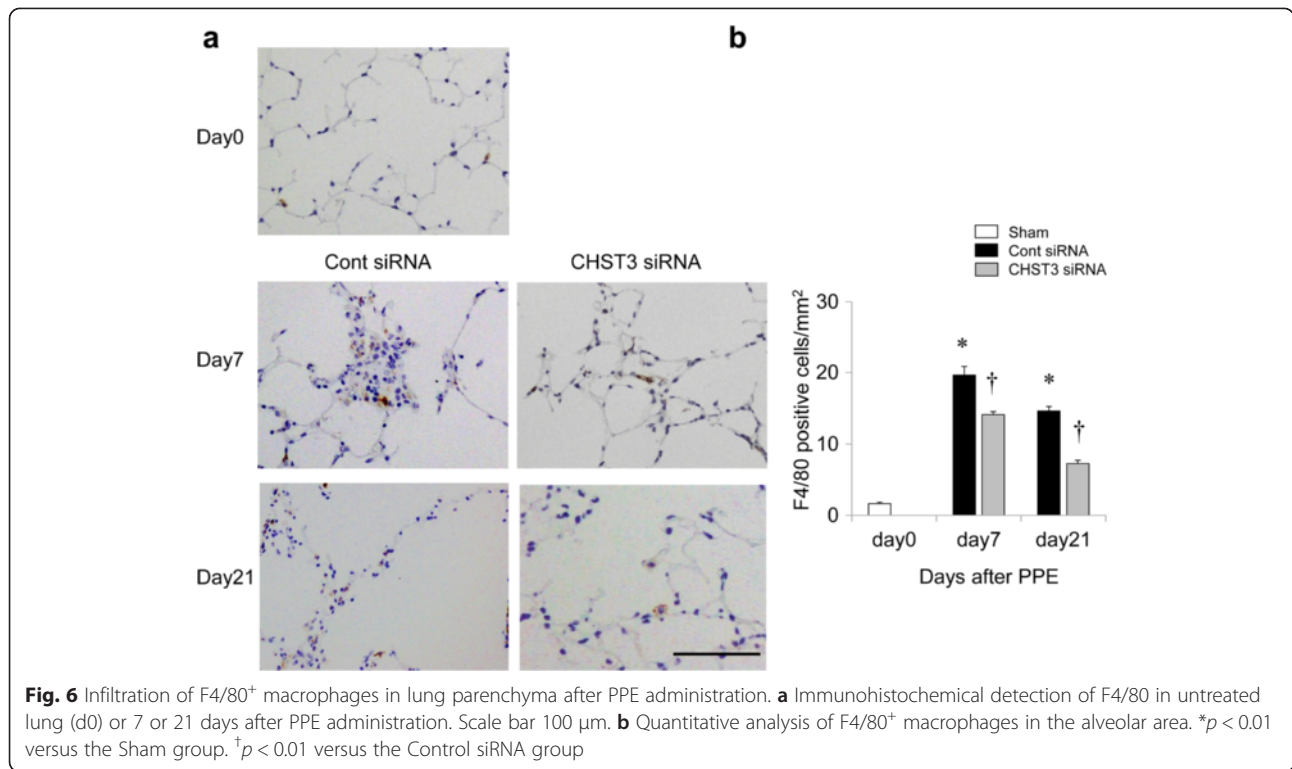 a
b
Day0
Cont siRNA
CHST3 siRNA
Day7
Day21
Sham
Cont siRNA
CHST3 siRNA
F4/80 positive cells/mm²
30
20
10
0
*
†
*
†
day0
day7
day21
Days after PPE
Fig. 6 Infiltration of F4/80⁺ macrophages in lung parenchyma after PPE administration. a Immunohistochemical detection of F4/80 in untreated
lung (d0) or 7 or 21 days after PPE administration. Scale bar 100 μm. b Quantitative analysis of F4/80⁺ macrophages in the alveolar area. *p < 0.01
versus the Sham group. †p < 0.01 versus the Control siRNA group